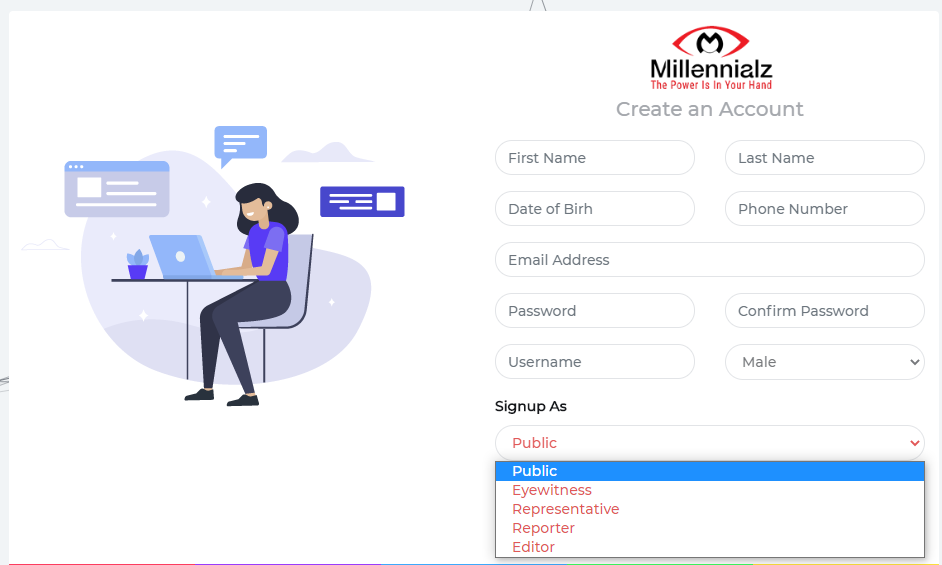 Millennialz
The Power Is In Your Hand
Create an Account
First Name
Last Name
Date of Birh
Phone Number
Email Address
Password
Confirm Password
Username
Male
Signup As
Public
Public
Eyewitness
Representative
Reporter
Editor